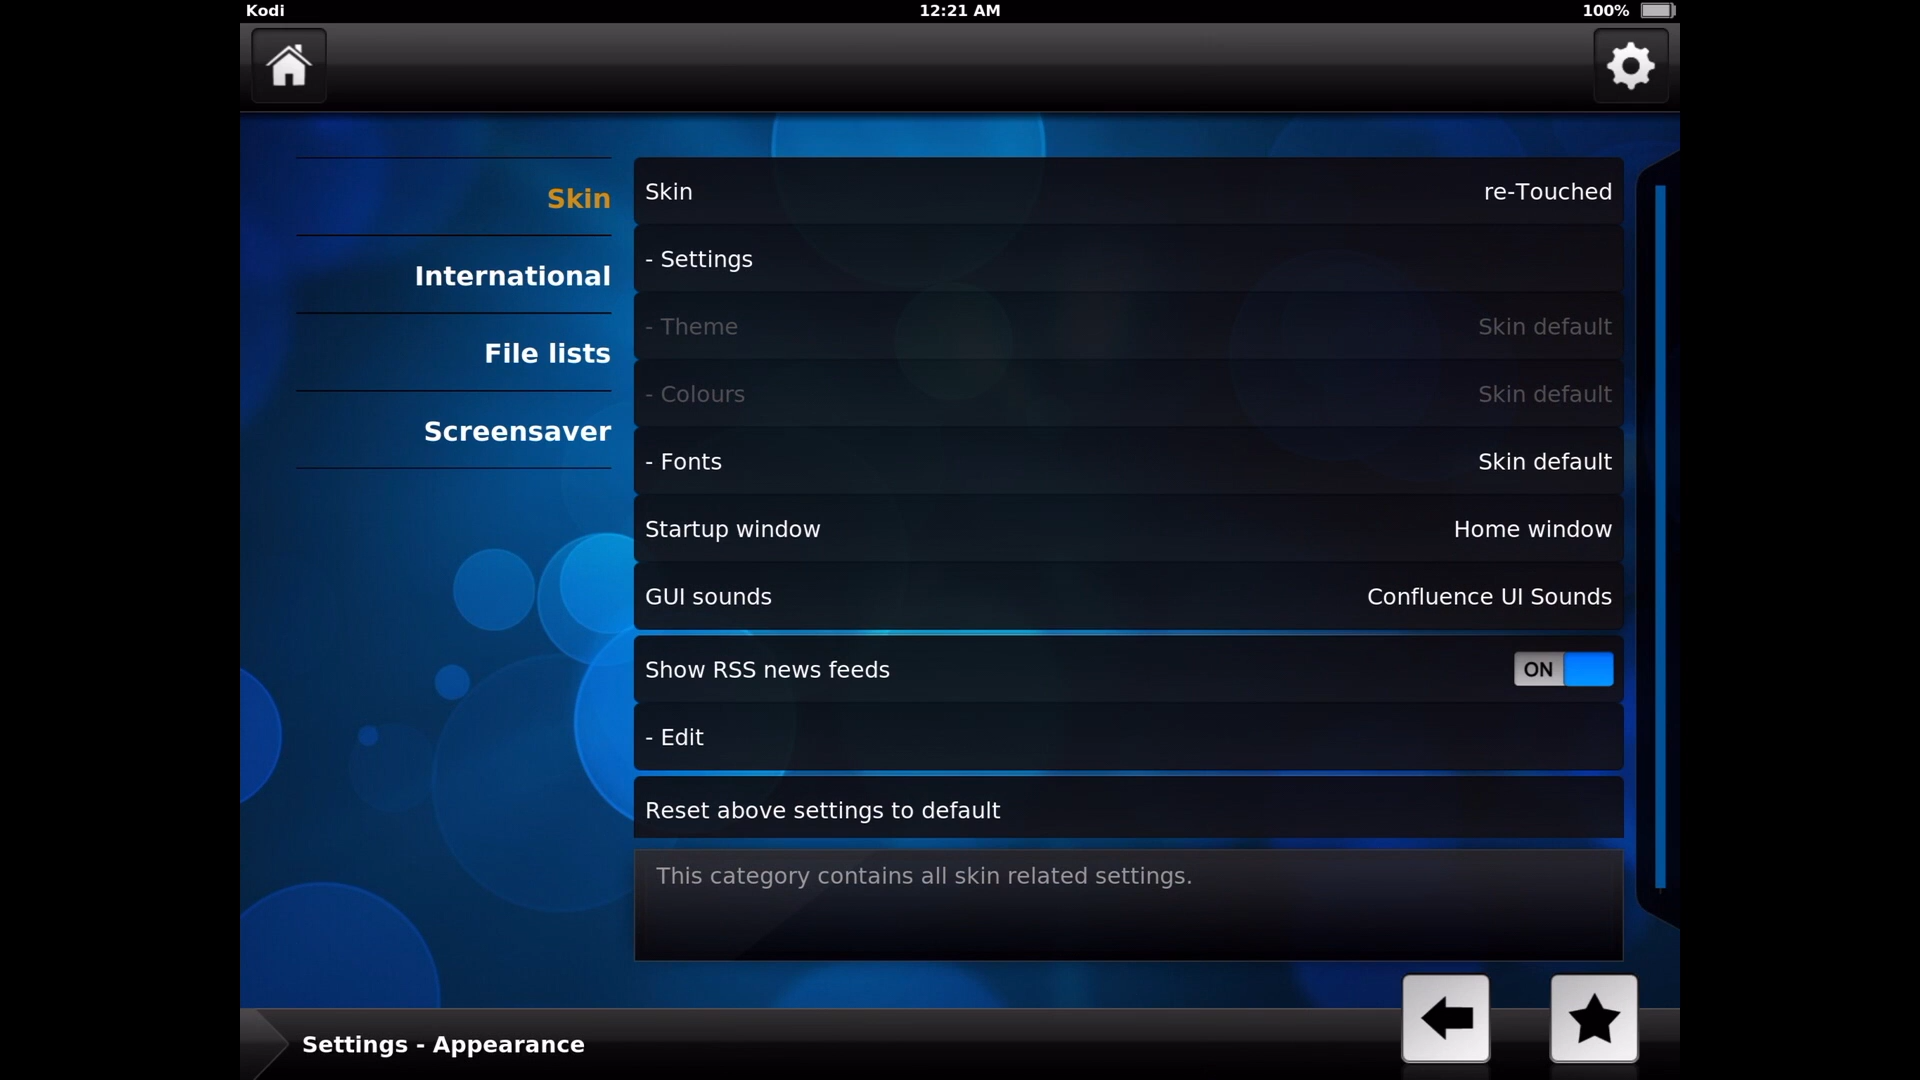 Kodi
12:21 AM
100%
Skin
International
File lists
Screensaver
Skin re-Touched
- Settings
- Theme Skin default
- Colours Skin default
- Fonts Skin default
Startup window Home window
GUI sounds Confluence UI Sounds
Show RSS news feeds ON
- Edit
Reset above settings to default
This category contains all skin related settings.
Settings - Appearance